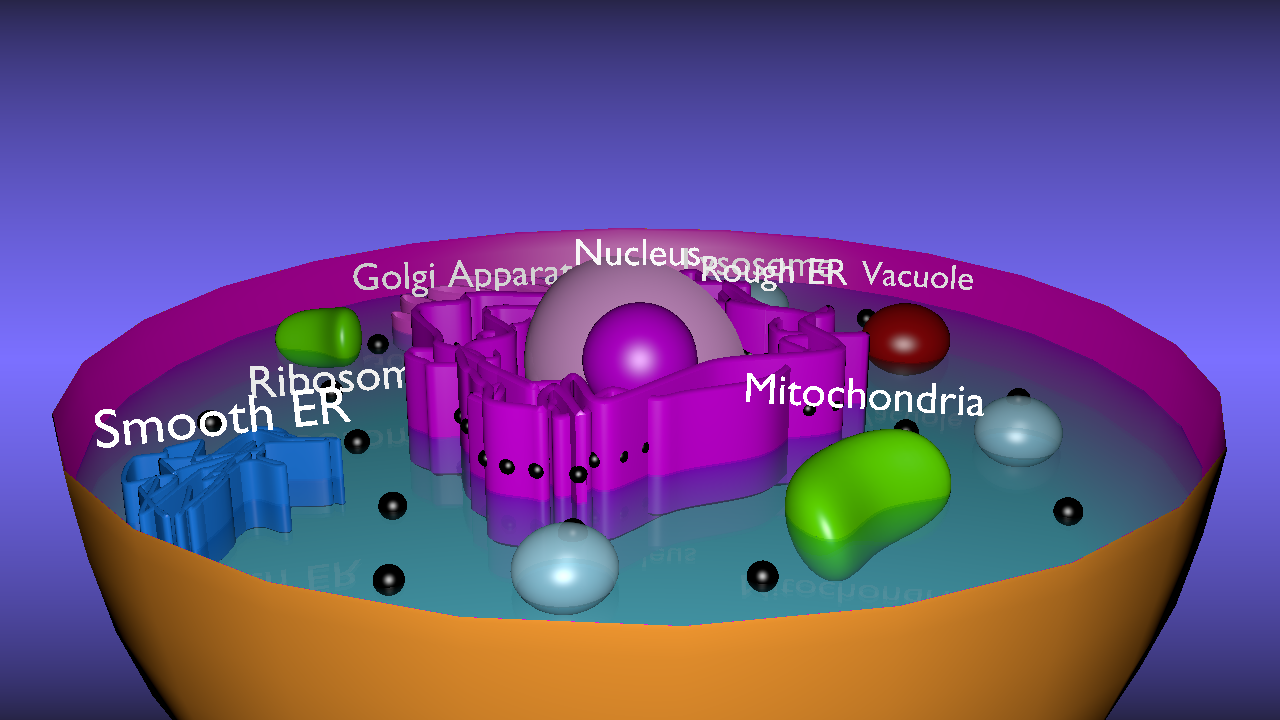 Nucleus
Golgi Apparat
Rough ER
Vacuole
Ribosom
Mitochondria
Smooth ER